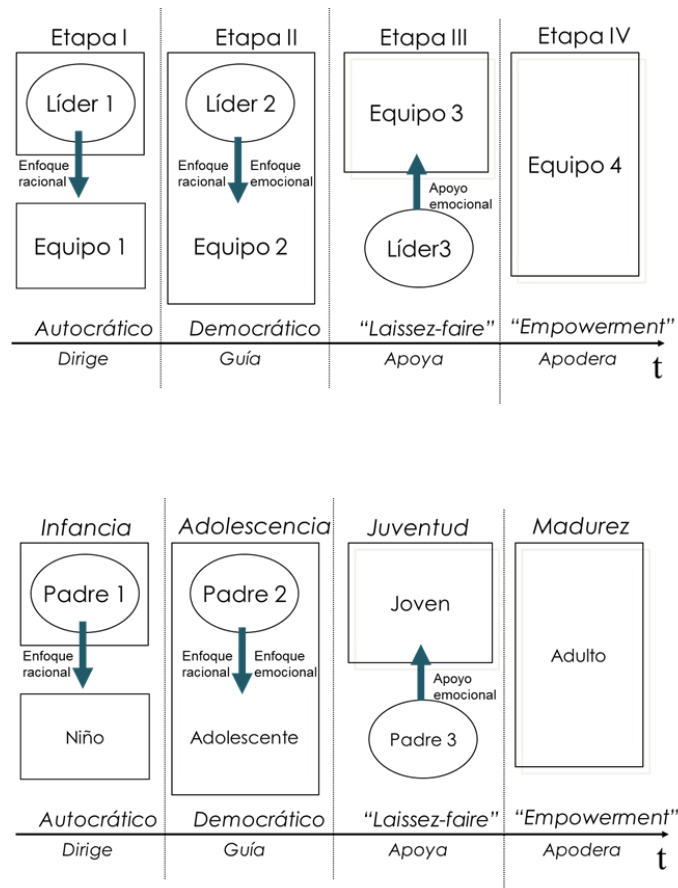 Etapa I
Etapa II
Etapa III
Etapa IV
Líder 1
Líder 2
Equipo 3
Equipo 4
Enfoque
racional
Enfoque
racional
Enfoque
emocional
Apoyo
emocional
Equipo 1
Equipo 2
Líder3
Autocrático
Democrático
“Laissez-faire”
“Empowerment”
Dirige
Guía
Apoya
Apodera
t
Infancia
Adolescencia
Juventud
Madurez
Padre 1
Padre 2
Joven
Adulto
Enfoque
racional
Enfoque
racional
Enfoque
emocional
Apoyo
emocional
Niño
Adolescente
Padre 3
Autocrático
Democrático
“Laissez-faire”
“Empowerment”
Dirige
Guía
Apoya
Apodera
t